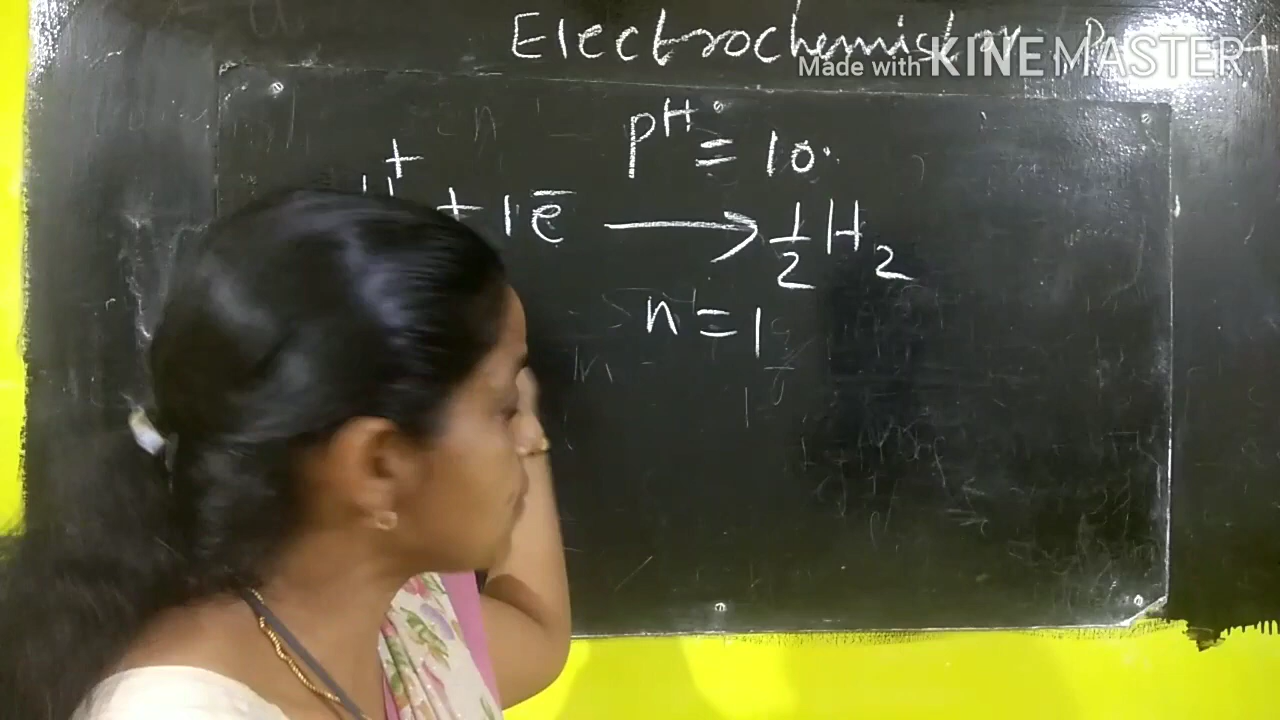 Electrochemistry
Made with KINEMASTER
pH = 10.
H⁺ + 1e̅ ⟶ ½H₂
n = 1